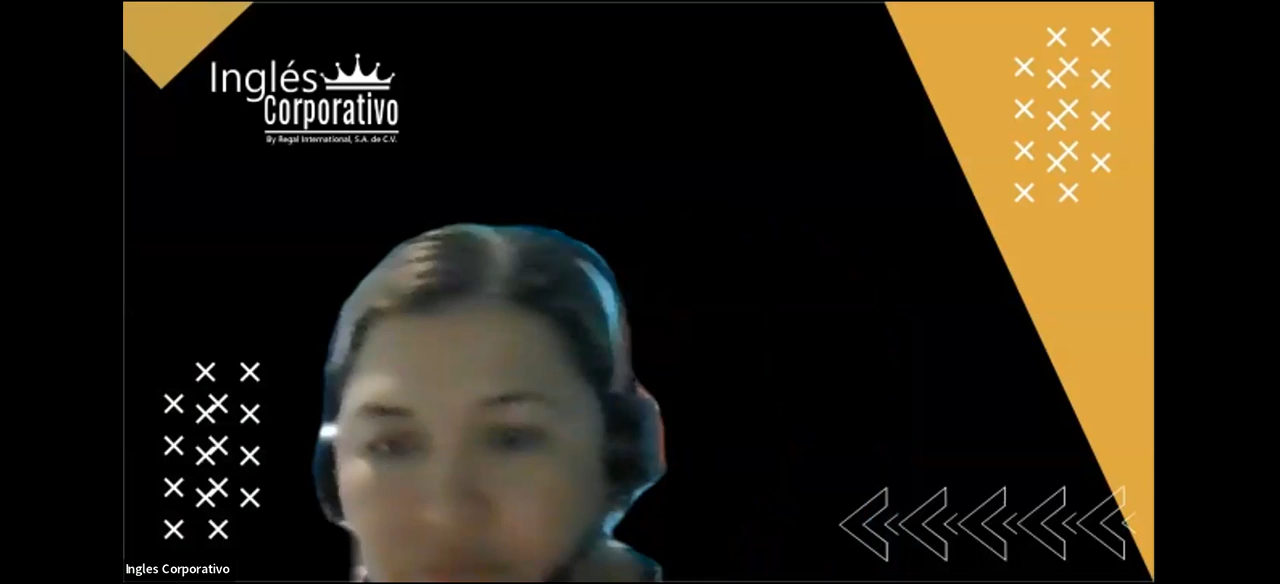 Inglés
Corporativo
By Regal International, S.A. de C.V.
Ingles Corporativo